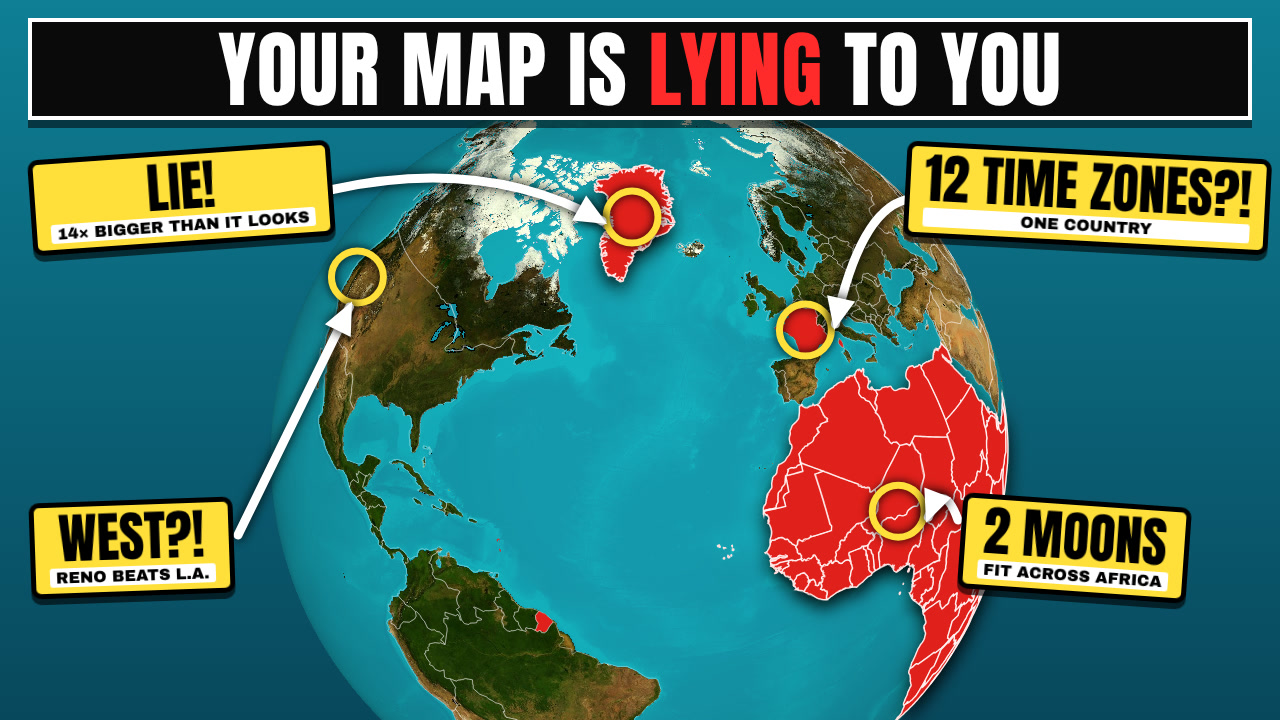 YOUR MAP IS LYING TO YOU
LIE!
14× BIGGER THAN IT LOOKS
12 TIME ZONES?!
ONE COUNTRY
WEST?!
RENO BEATS L.A.
2 MOONS
FIT ACROSS AFRICA